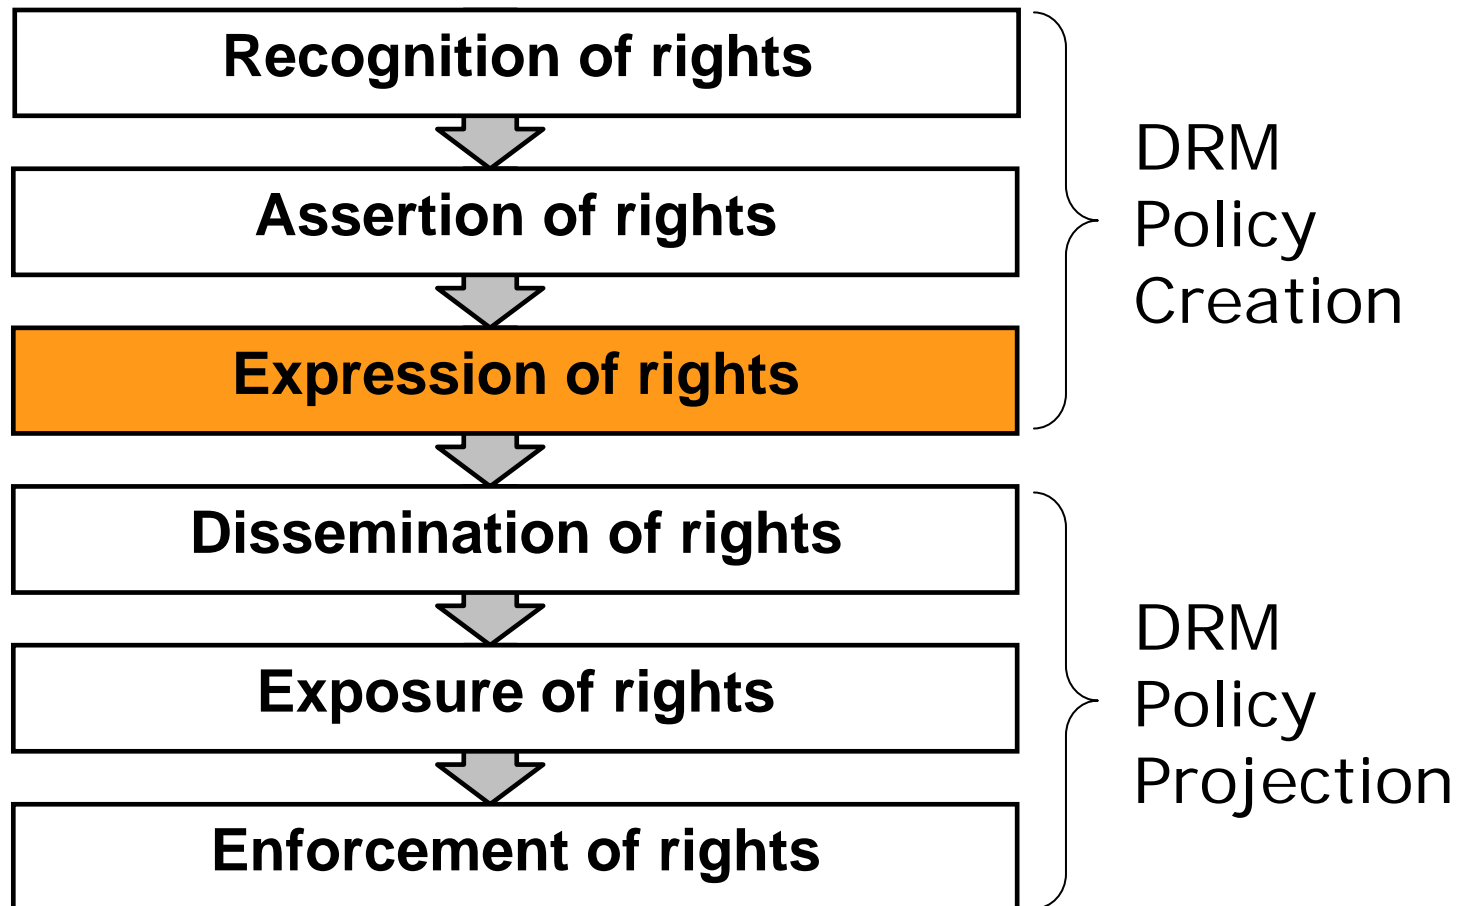 Recognition of rights
Assertion of rights
Expression of rights
DRM
Policy
Creation
Dissemination of rights
Exposure of rights
Enforcement of rights
DRM
Policy
Projection